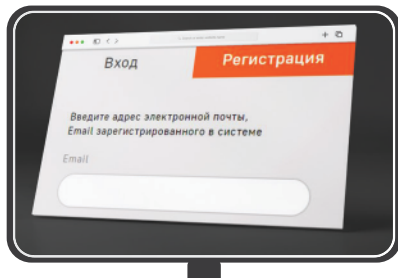 Вход
Регистрация
Введите адрес электронной почты,
Email зарегистрированного в системе
Email